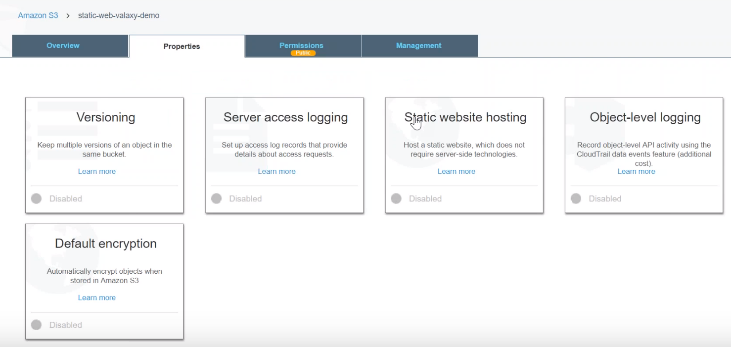 Amazon S3 > static-web-valaxy-demo
Overview
Properties
Permissions
Public
Management
Versioning
Keep multiple versions of an object in the
same bucket.
Learn more
Disabled
Server access logging
Set up access log records that provide
details about access requests.
Learn more
Disabled
Static website hosting
Host a static website, which does not
require server-side technologies.
Learn more
Disabled
Object-level logging
Record object-level API activity using the
CloudTrail data events feature (additional
cost)
Learn more
Disabled
Default encryption
Automatically encrypt objects when
stored in Amazon S3
Learn more
Disabled